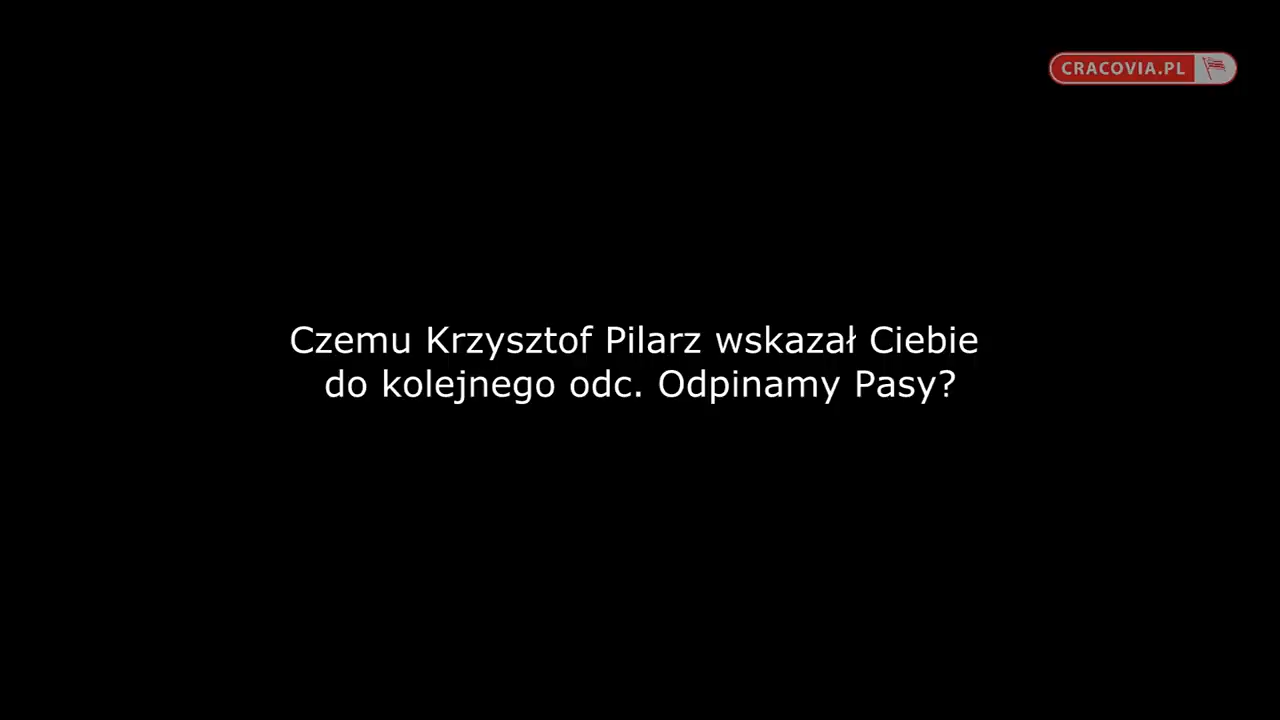 CRACOVIA.PL
Czemu Krzysztof Pilarz wskazał Ciebie
do kolejnego odc. Odpinamy Pasy?